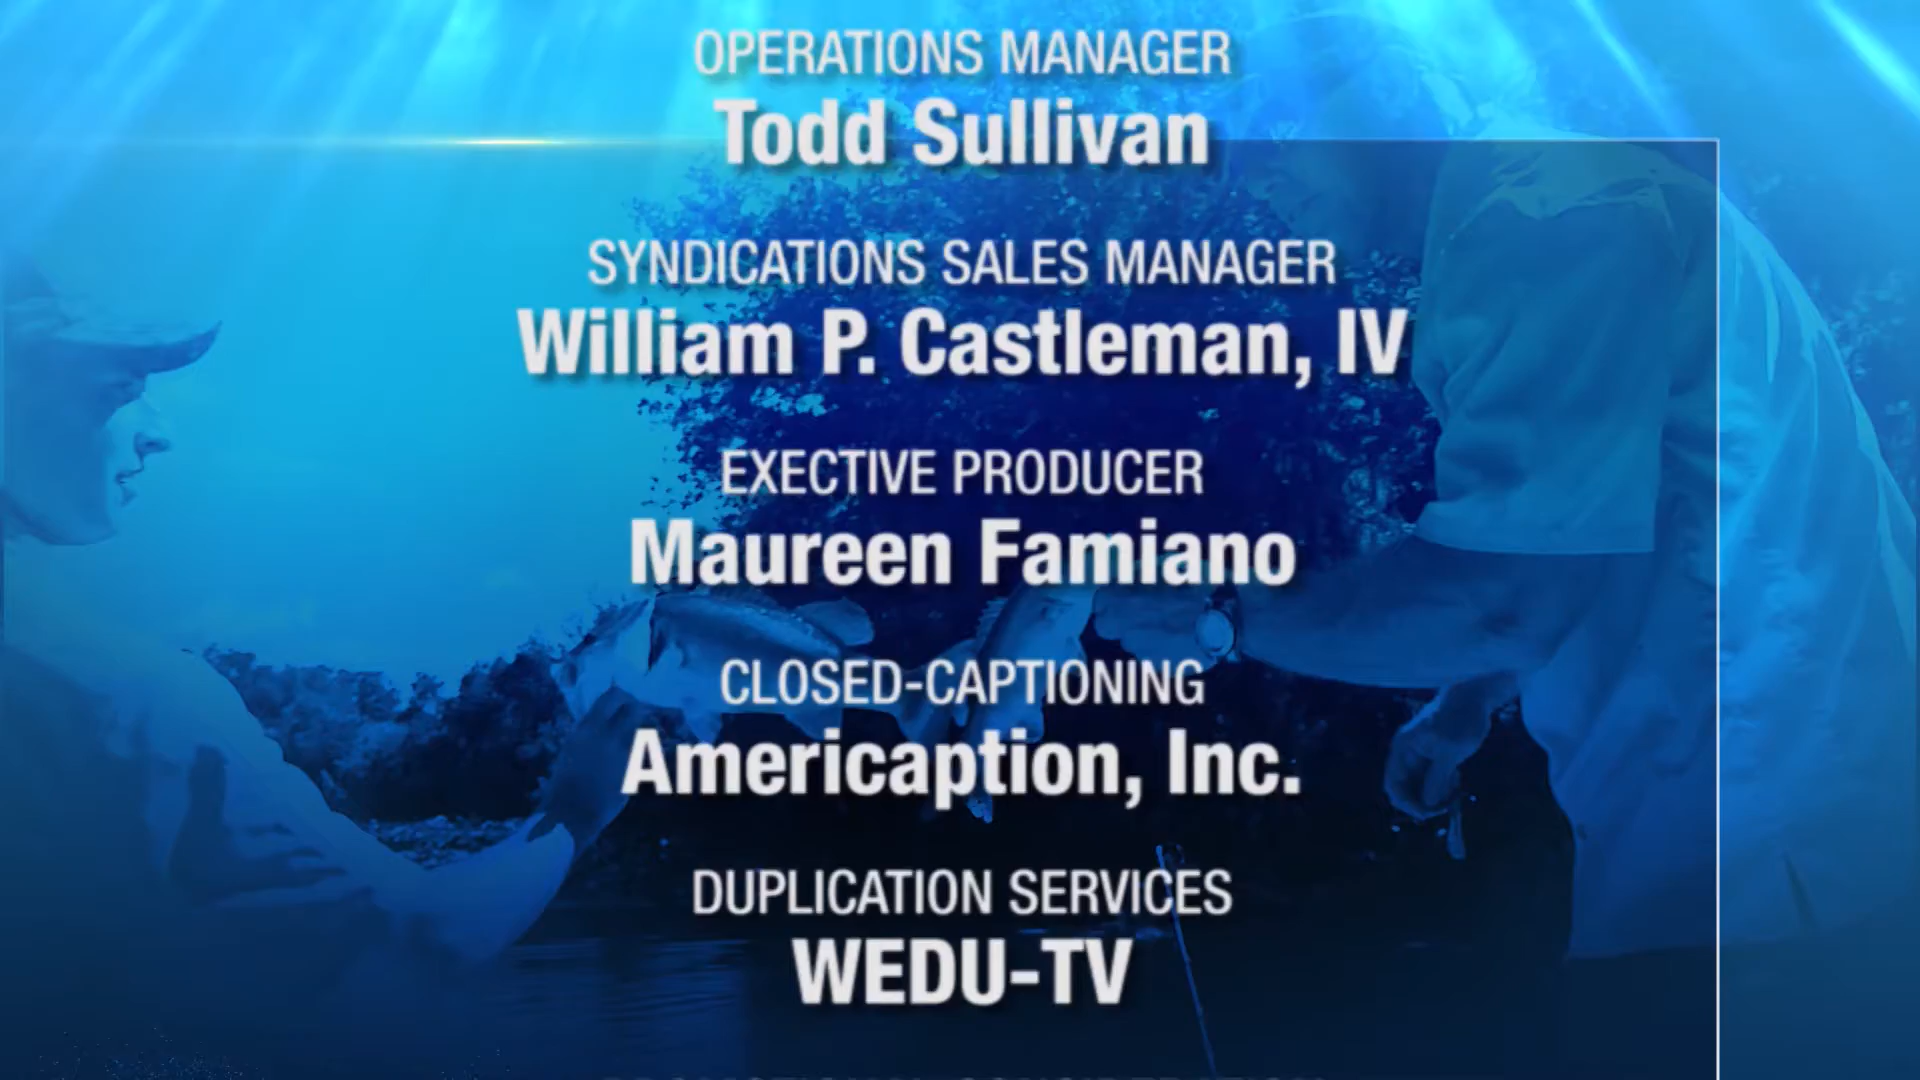 OPERATIONS MANAGER
Todd Sullivan
SYNDICATIONS SALES MANAGER
William P. Castleman, IV
EXECTIVE PRODUCER
Maureen Famiano
CLOSED-CAPTIONING
Americaption, Inc.
DUPLICATION SERVICES
WEDU-TV